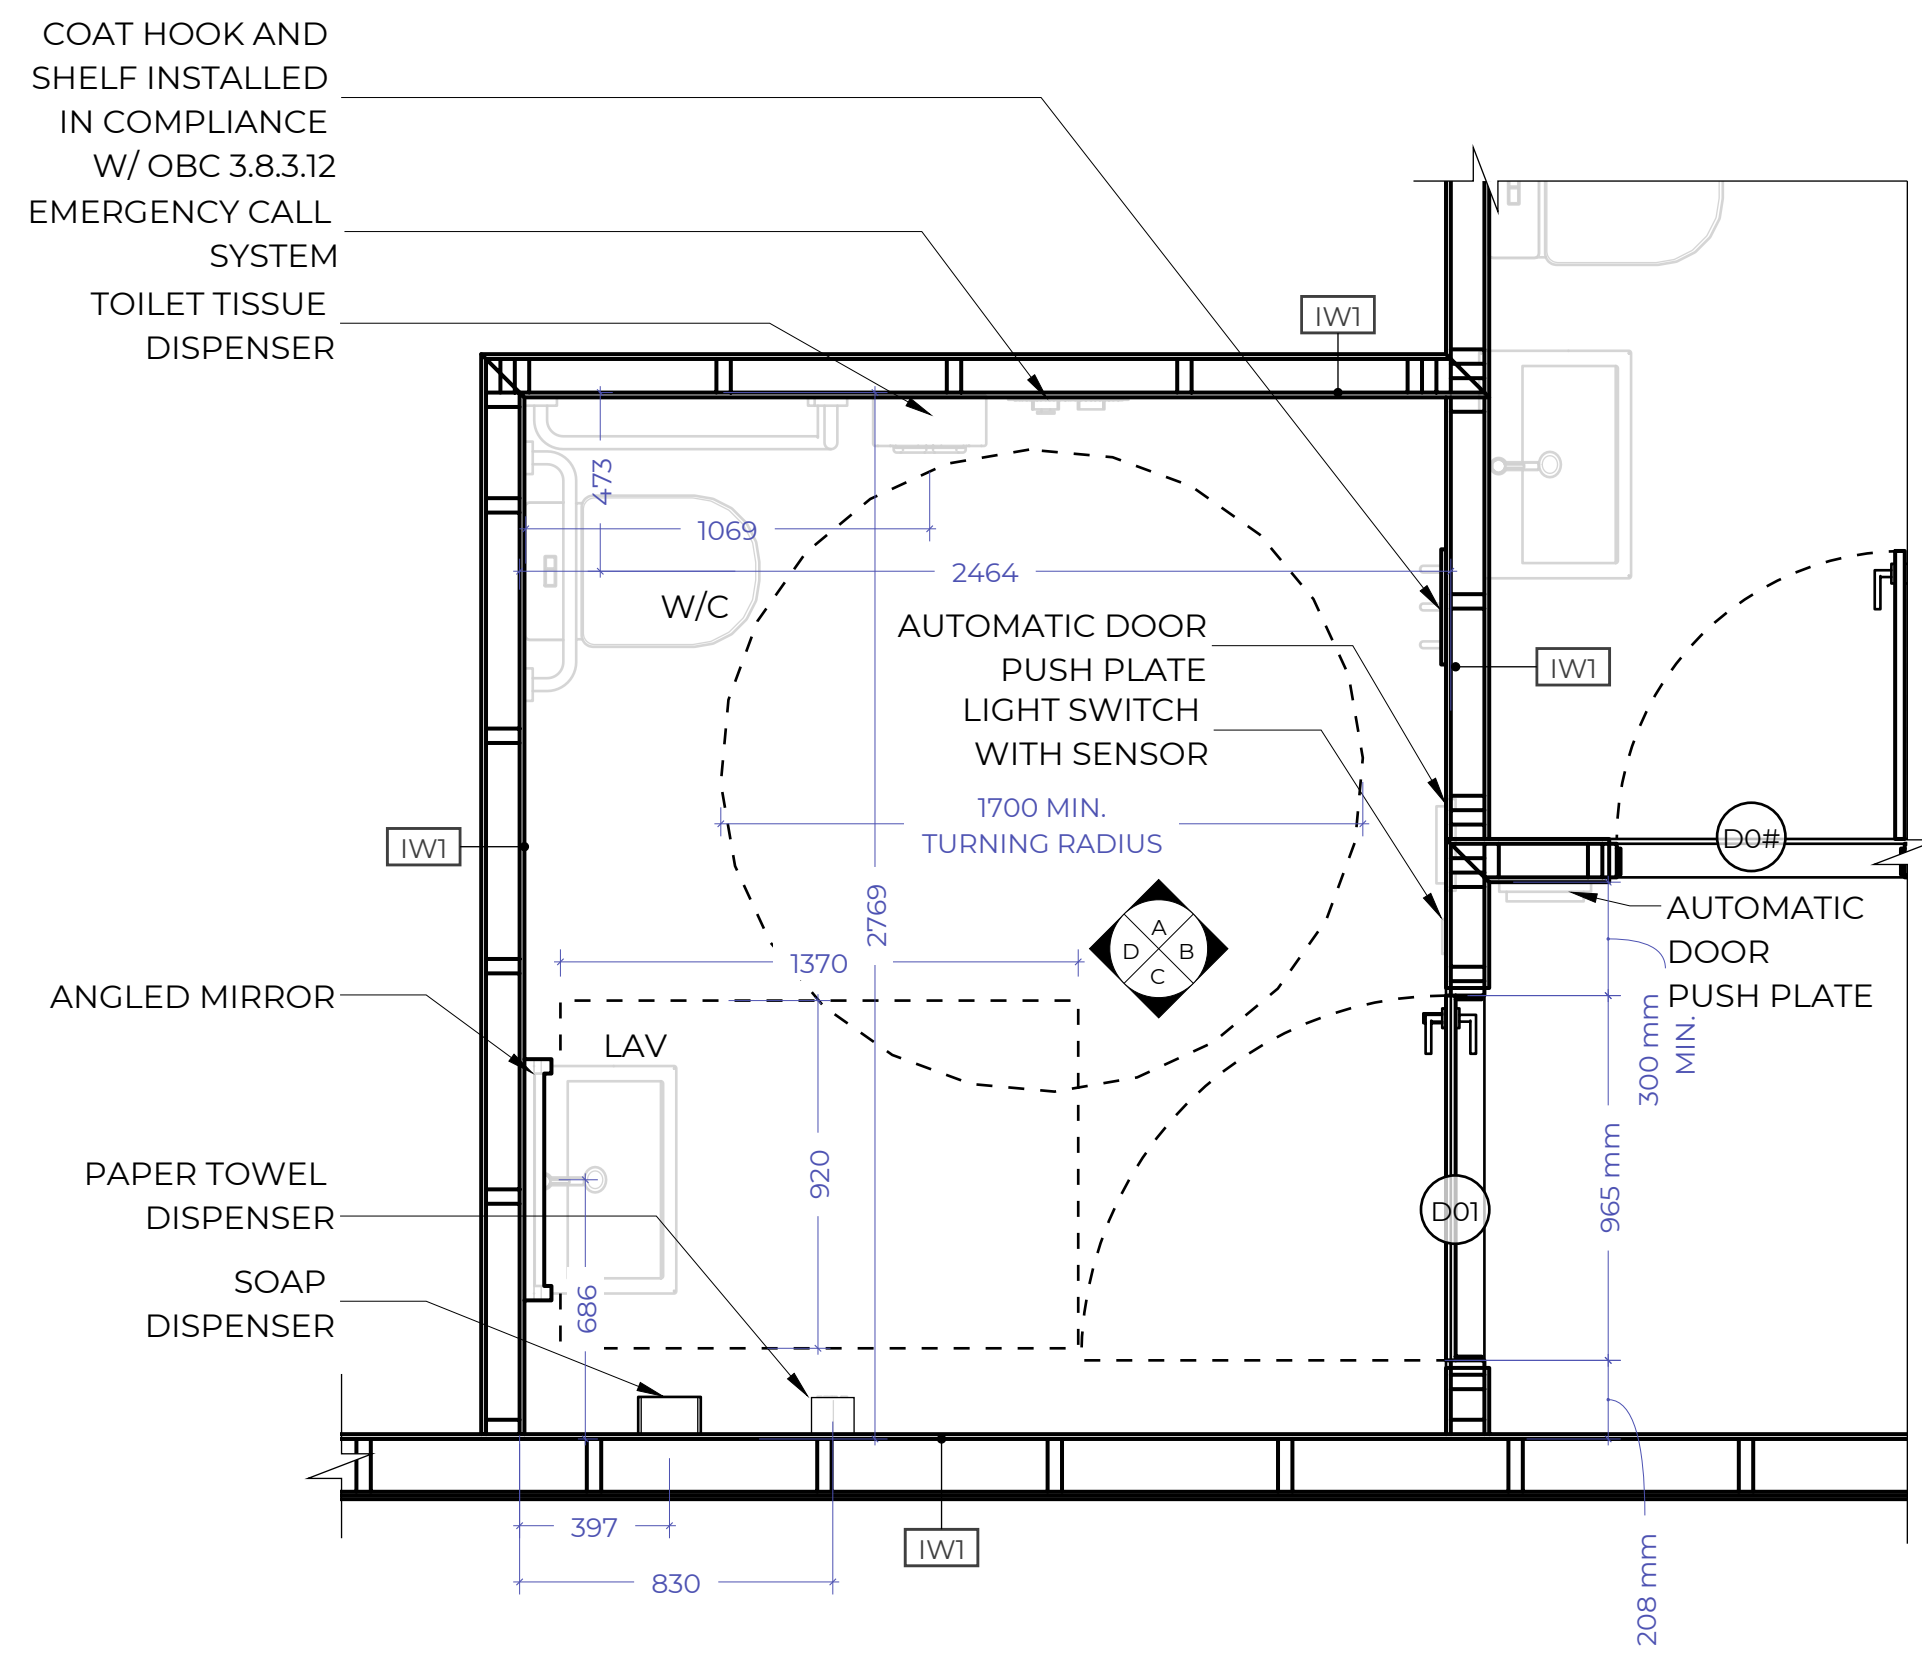 COAT HOOK AND
SHELF INSTALLED
IN COMPLIANCE
W/ OBC 3.8.3.12
EMERGENCY CALL
SYSTEM
TOILET TISSUE
DISPENSER
IW1
473
1069
2464
W/C
AUTOMATIC DOOR
PUSH PLATE
LIGHT SWITCH
WITH SENSOR
IW1
1700 MIN.
TURNING RADIUS
IW1
D0#
2769
A
D
B
C
AUTOMATIC
DOOR
PUSH PLATE
1370
ANGLED MIRROR
300 mm
MIN.
LAV
920
965 mm
PAPER TOWEL
DISPENSER
D01
SOAP
DISPENSER
686
397
IW1
830
208 mm